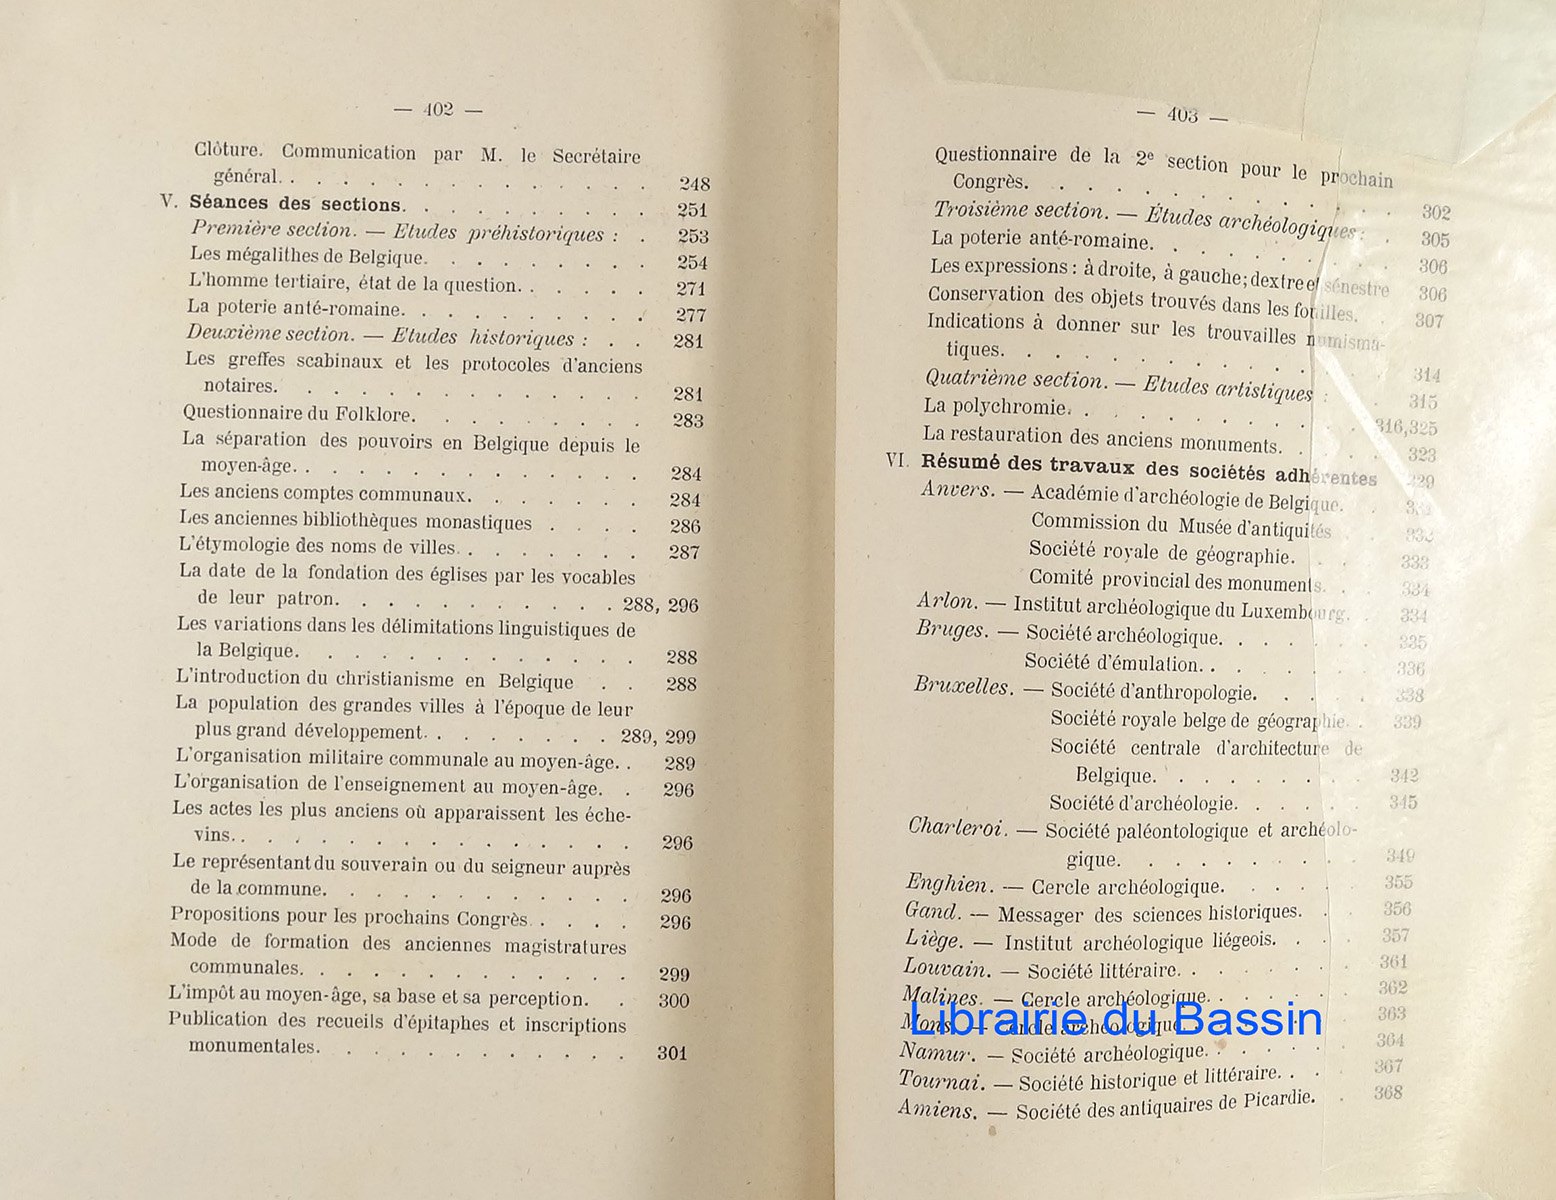 — 402 —
Clôture. Communication par M. le Secrétaire
général. . . . . . . . . . . . . . 248
V. Séances des sections. . . . . . . . . . 251
Première section. — Etudes préhistoriques : . 253
Les mégalithes de Belgique. . . . . . . . . 254
L'homme tertiaire, état de la question. . . . . . 271
La poterie anté-romaine. . . . . . . . . . 277
Deuxième section. — Etudes historiques : . . 281
Les greffes scabinaux et les protocoles d'anciens
notaires. . . . . . . . . . . . . . 281
Questionnaire du Folklore. . . . . . . . . 283
La séparation des pouvoirs en Belgique depuis le
moyen-âge. . . . . . . . . . . . . . 284
Les anciens comptes communaux. . . . . . . 284
Les anciennes bibliothèques monastiques . . . . 286
L'étymologie des noms de villes. . . . . . . . 287
La date de la fondation des églises par les vocables
de leur patron. . . . . . . . . . . 288, 296
Les variations dans les délimitations linguistiques de
la Belgique. . . . . . . . . . . . . 288
L'introduction du christianisme en Belgique . . 288
La population des grandes villes à l'époque de leur
plus grand développement. . . . . . . . 289, 299
L'organisation militaire communale au moyen-âge. . 289
L'organisation de l'enseignement au moyen-âge. . 296
Les actes les plus anciens où apparaissent les éche-
vins. . . . . . . . . . . . . . . . 296
Le représentant du souverain ou du seigneur auprès
de la commune. . . . . . . . . . . . 296
Propositions pour les prochains Congrès. . . . . 296
Mode de formation des anciennes magistratures
communales. . . . . . . . . . . . . 299
L'impôt au moyen-âge, sa base et sa perception. . 300
Publication des recueils d'épitaphes et inscriptions
monumentales. . . . . . . . . . . . 301
— 403 —
Questionnaire de la 2e section pour le prochain
Congrès. . . . . . . . . . . . . 302
Troisième section. — Études archéologiques : . 305
La poterie anté-romaine. . . . . . . . . 306
Les expressions : à droite, à gauche; dextre et sénestre 306
Conservation des objets trouvés dans les fouilles. . 307
Indications à donner sur les trouvailles numisma-
tiques. . . . . . . . . . . . . . 314
Quatrième section. — Etudes artistiques : . 315
La polychromie. . . . . . . . . . . 316,325
La restauration des anciens monuments. . . . . 323
VI. Résumé des travaux des sociétés adhérentes 329
Anvers. — Académie d'archéologie de Belgique. .
Commission du Musée d'antiquités . . 332
Société royale de géographie. . . 333
Comité provincial des monuments. . . 334
Arlon. — Institut archéologique du Luxembourg. . 334
Bruges. — Société archéologique. . . . . . . 335
Société d'émulation. . . . . . . . 336
Bruxelles. — Société d'anthropologie. . . . . . 338
Société royale belge de géographie. . 339
Société centrale d'architecture de
Belgique. . . . . . . . . . 342
Société d'archéologie. . . . . . 345
Charleroi. — Société paléontologique et archéolo-
gique. . . . . . . . . . . 349
Enghien. — Cercle archéologique. . . . . . 355
Gand. — Messager des sciences historiques. . . 356
Liège. — Institut archéologique liégeois. . . . . 357
Louvain. — Société littéraire. . . . . . . . 361
Malines. — Cercle archéologique. . . . . . . 362
Mons. — Cercle archéologique. . . . . . . 363
Namur. — Société archéologique. . . . . . . 364
Tournai. — Société historique et littéraire. . . . 367
Amiens. — Société des antiquaires de Picardie. . 368
Librairie du Bassin